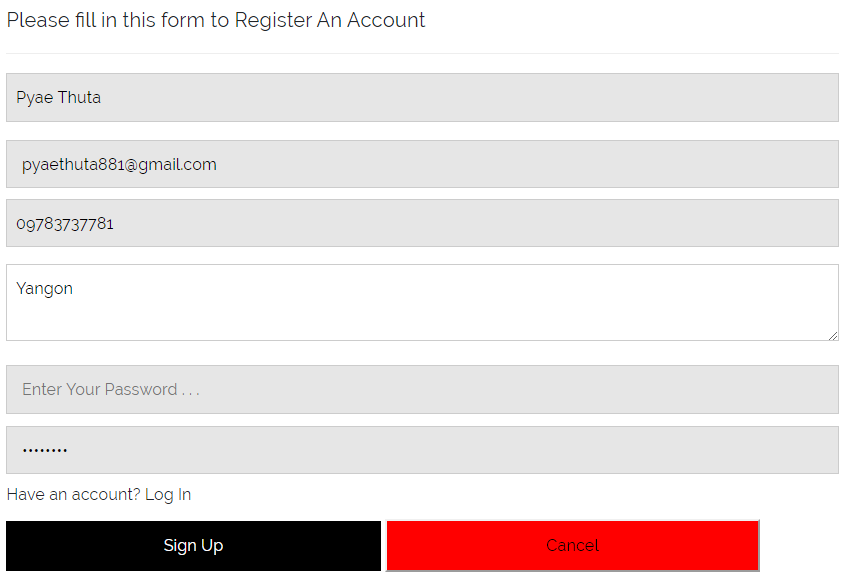 Please fill in this form to Register An Account
Pyae Thuta
pyaethuta881@gmail.com
09783737781
Yangon
Enter Your Password . . .
••••••••
Have an account? Log In
Sign Up
Cancel